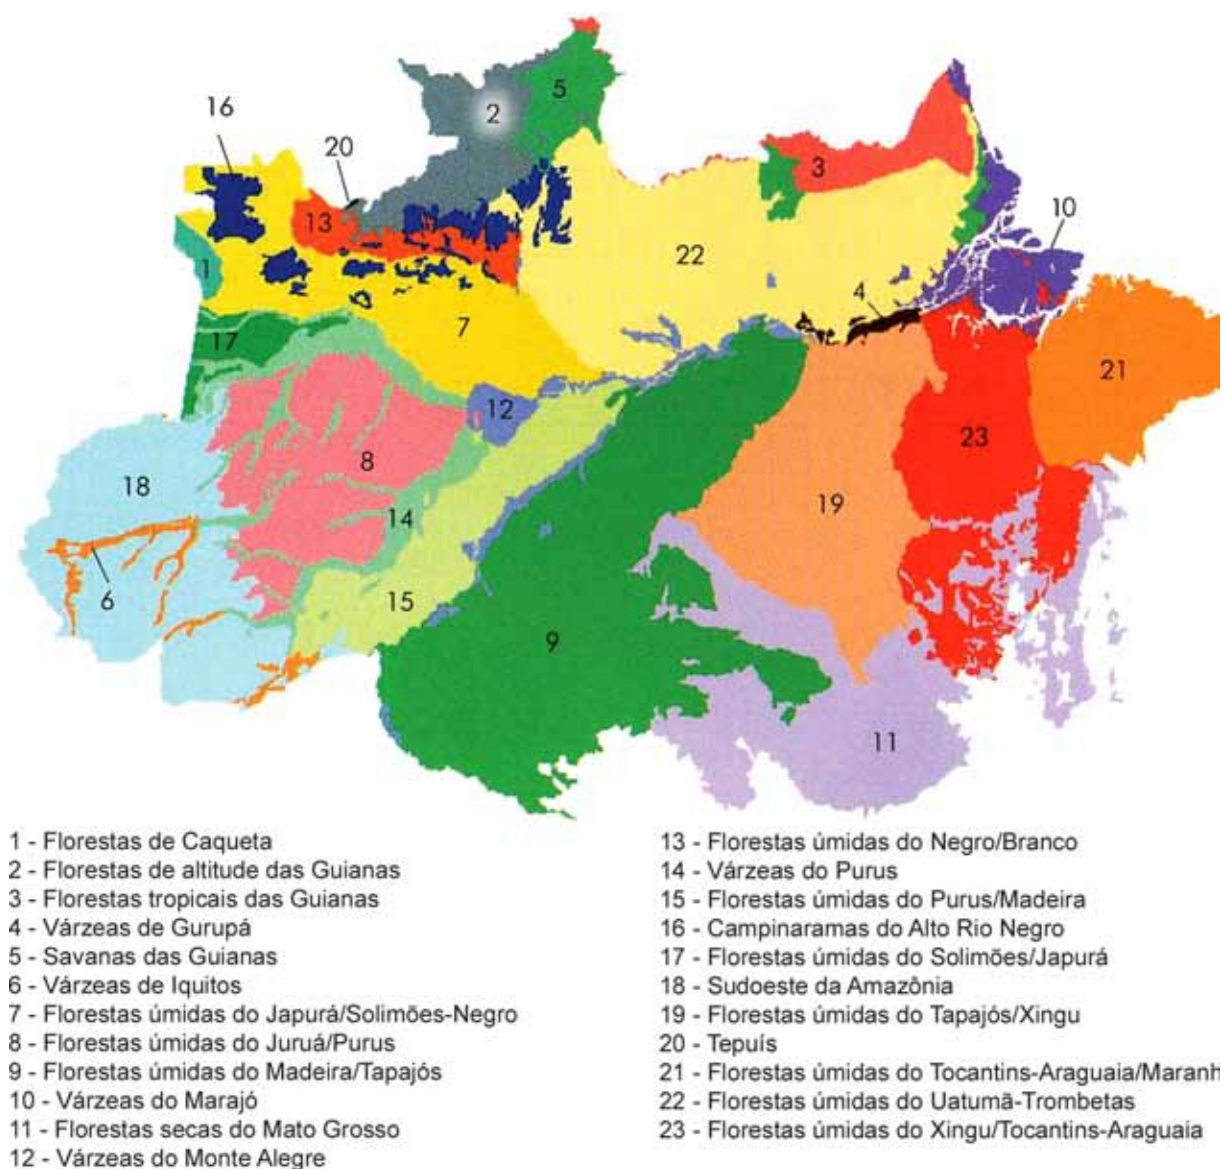 16
2
5
20
3
10
13
1
22
4
7
17
21
12
23
8
18
19
14
6
15
9
11
1 - Florestas de Caqueta
2 - Florestas de altitude das Guianas
3 - Florestas tropicais das Guianas
4 - Várzeas de Gurupá
5 - Savanas das Guianas
6 - Várzeas de Iquitos
7 - Florestas úmidas do Japurá/Solimões-Negro
8 - Florestas úmidas do Juruá/Purus
9 - Florestas úmidas do Madeira/Tapajós
10 - Várzeas do Marajó
11 - Florestas secas do Mato Grosso
12 - Várzeas do Monte Alegre
13 - Florestas úmidas do Negro/Branco
14 - Várzeas do Purus
15 - Florestas úmidas do Purus/Madeira
16 - Campinaramas do Alto Rio Negro
17 - Florestas úmidas do Solimões/Japurá
18 - Sudoeste da Amazônia
19 - Florestas úmidas do Tapajós/Xingu
20 - Tepuís
21 - Florestas úmidas do Tocantins-Araguaia/Maranh
22 - Florestas úmidas do Uatumã-Trombetas
23 - Florestas úmidas do Xingu/Tocantins-Araguaia